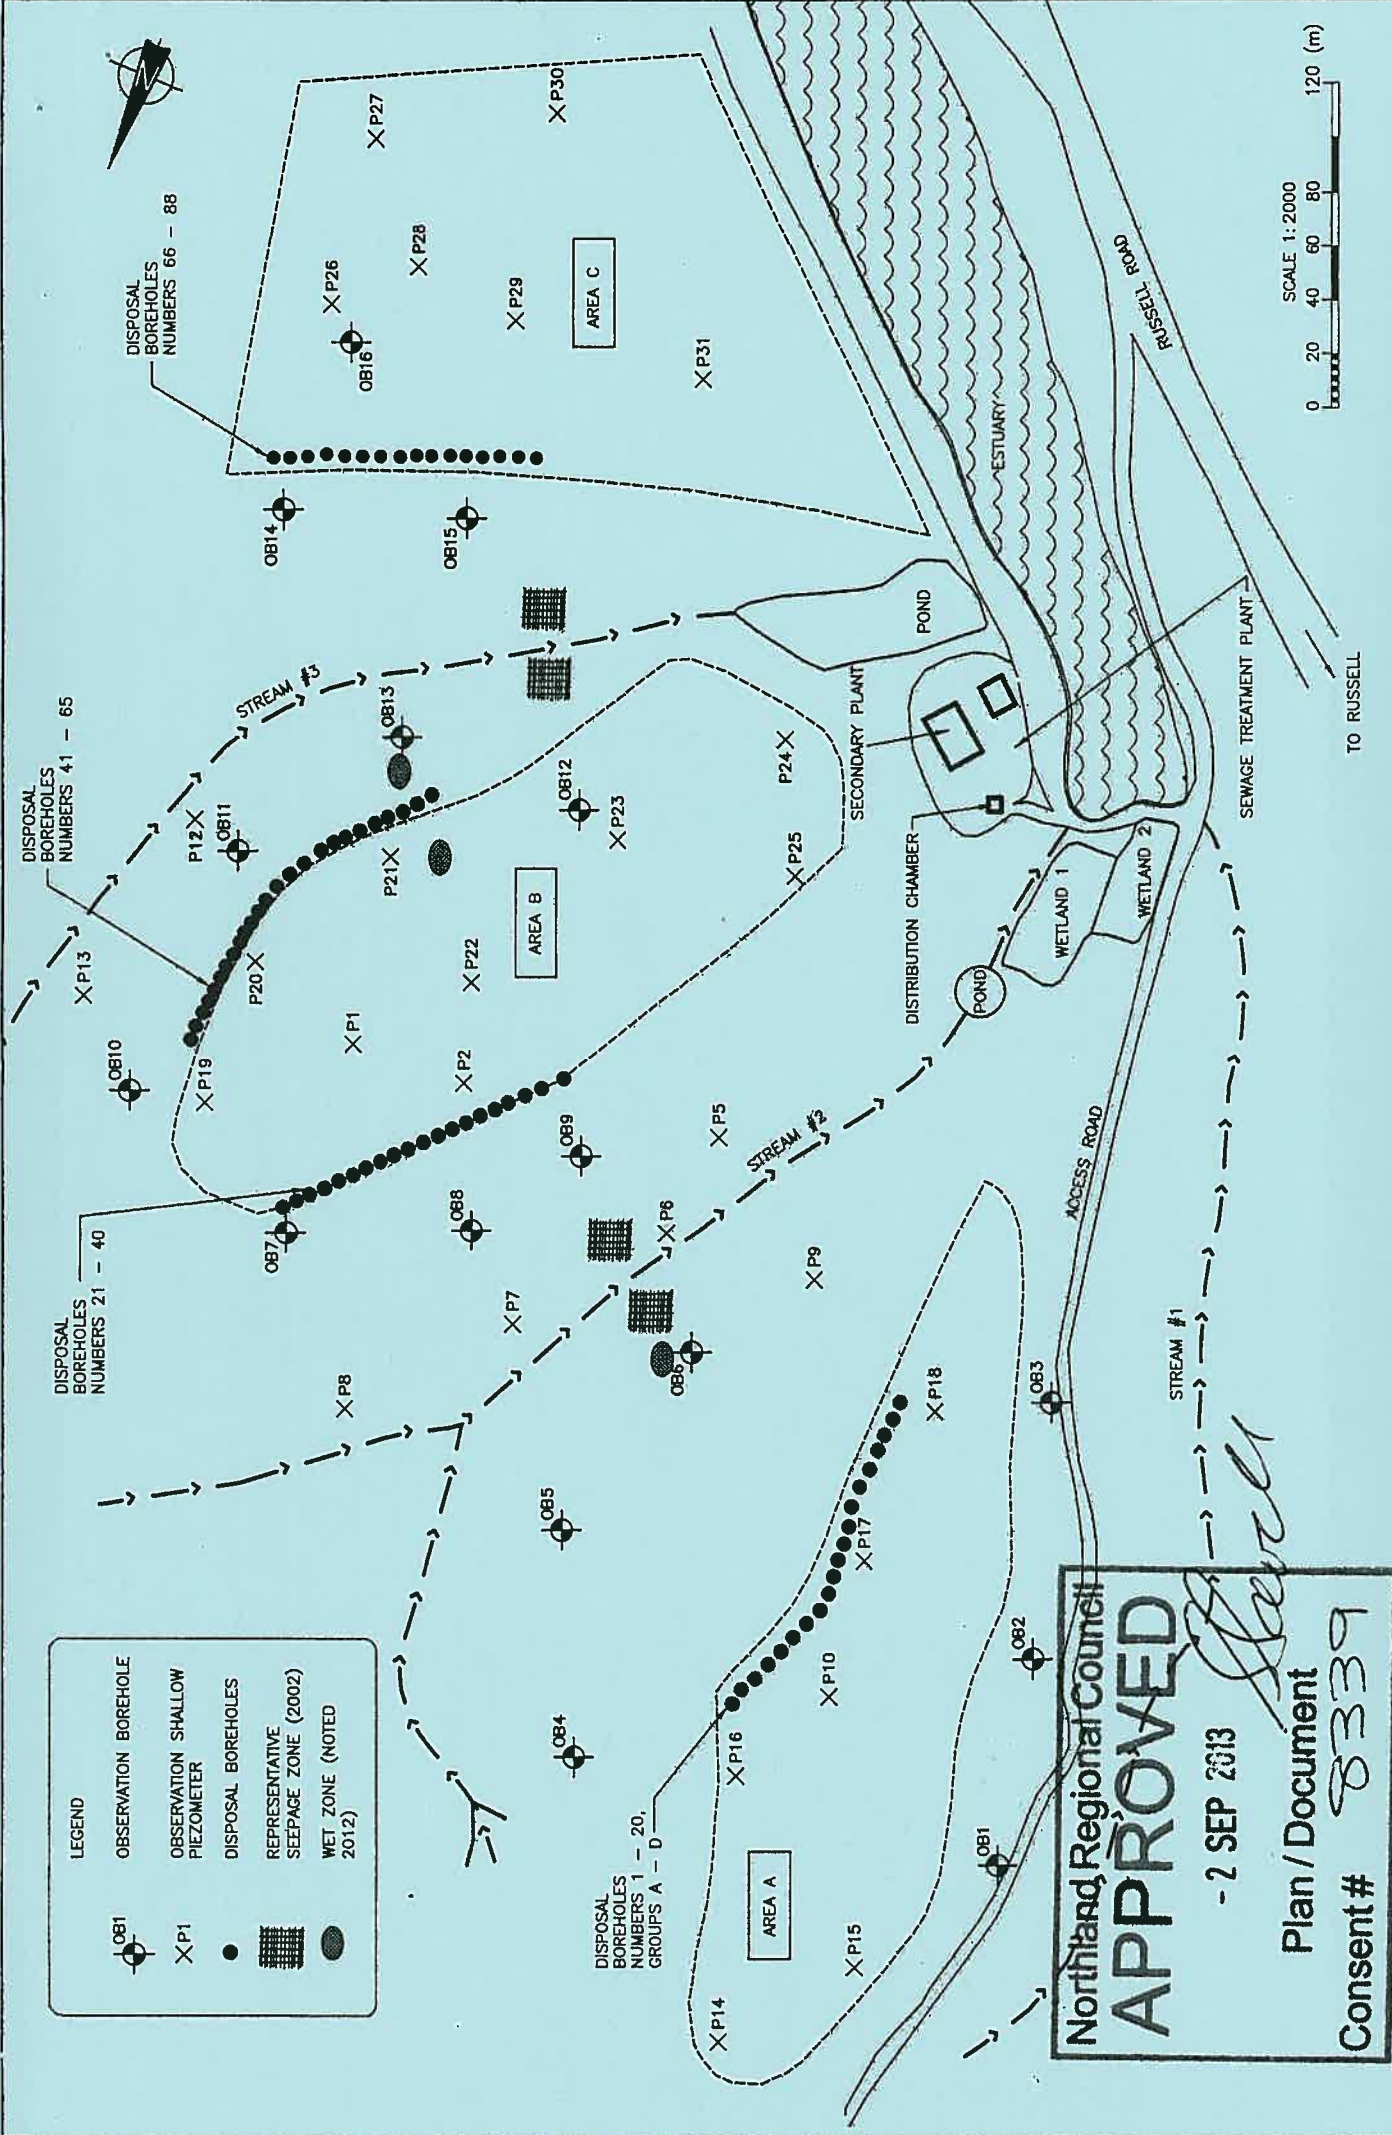 LEGEND
OB1
OBSERVATION BOREHOLE
P1
OBSERVATION SHALLOW
PIEZOMETER
DISPOSAL BOREHOLES
REPRESENTATIVE
SEEPAGE ZONE (2002)
WET ZONE (NOTED
2012)
DISPOSAL
BOREHOLES
NUMBERS 21 - 40
DISPOSAL
BOREHOLES
NUMBERS 41 - 65
DISPOSAL
BOREHOLES
NUMBERS 66 - 88
N
P8
OB7
P7
OB8
OB10
P19
P13
P12
OB11
P20
P1
P2
P22
P21
OB13
STREAM #3
OB14
OB15
OB16
P26
P27
P28
P29
P30
P31
AREA C
AREA B
OB12
P23
P24
P25
OB9
P5
P6
STREAM #2
OB4
OB5
OB6
P9
DISPOSAL
BOREHOLES
NUMBERS 1 - 20,
GROUPS A - D
AREA A
P14
P15
P16
P10
P17
P18
OB1
OB2
OB3
ACCESS ROAD
STREAM #1
POND
DISTRIBUTION CHAMBER
SECONDARY PLANT
POND
WETLAND 1
WETLAND 2
ESTUARY
SEWAGE TREATMENT PLANT
RUSSELL ROAD
TO RUSSELL
SCALE 1:2000
0 20 40 60 80 120 (m)
Northland Regional Council
APPROVED
- 2 SEP 2013
Plan / Document
Consent # 8339